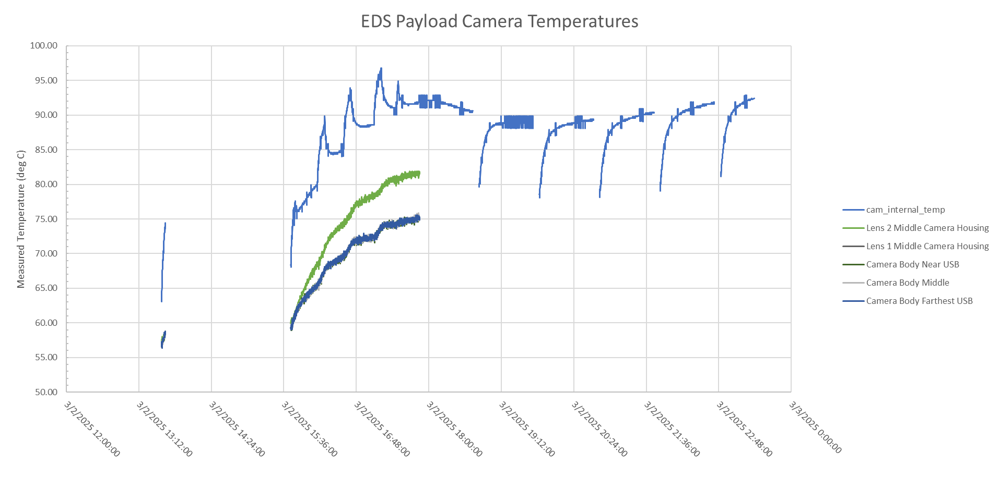 EDS Payload Camera Temperatures
100.00
95.00
90.00
85.00
80.00
75.00
70.00
65.00
60.00
55.00
50.00
Measured Temperature (deg C)
3/2/2025 12:00:00
3/2/2025 13:12:00
3/2/2025 14:24:00
3/2/2025 15:36:00
3/2/2025 16:48:00
3/2/2025 18:00:00
3/2/2025 19:12:00
3/2/2025 20:24:00
3/2/2025 21:36:00
3/2/2025 22:48:00
3/3/2025 0:00:00
cam_internal_temp
Lens 2 Middle Camera Housing
Lens 1 Middle Camera Housing
Camera Body Near USB
Camera Body Middle
Camera Body Farthest USB